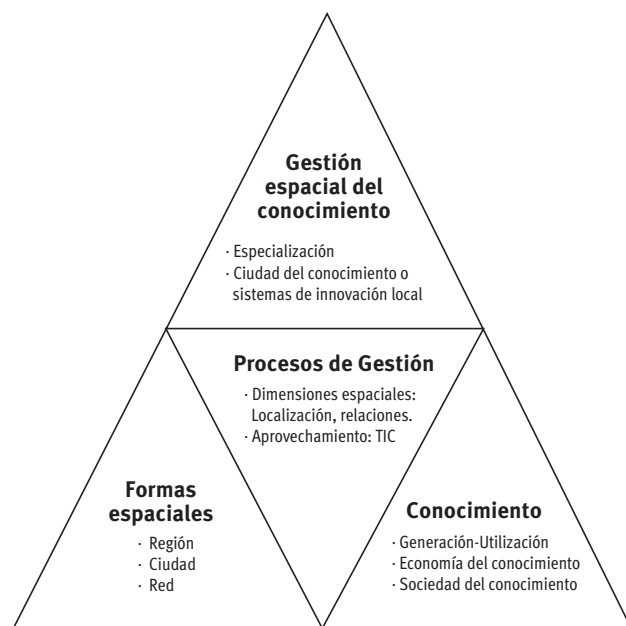 Gestión
espacial del
conocimiento
· Especialización
· Ciudad del conocimiento o
sistemas de innovación local
Procesos de Gestión
· Dimensiones espaciales:
Localización, relaciones.
· Aprovechamiento: TIC
Formas
espaciales
· Región
· Ciudad
· Red
Conocimiento
· Generación-Utilización
· Economía del conocimiento
· Sociedad del conocimiento